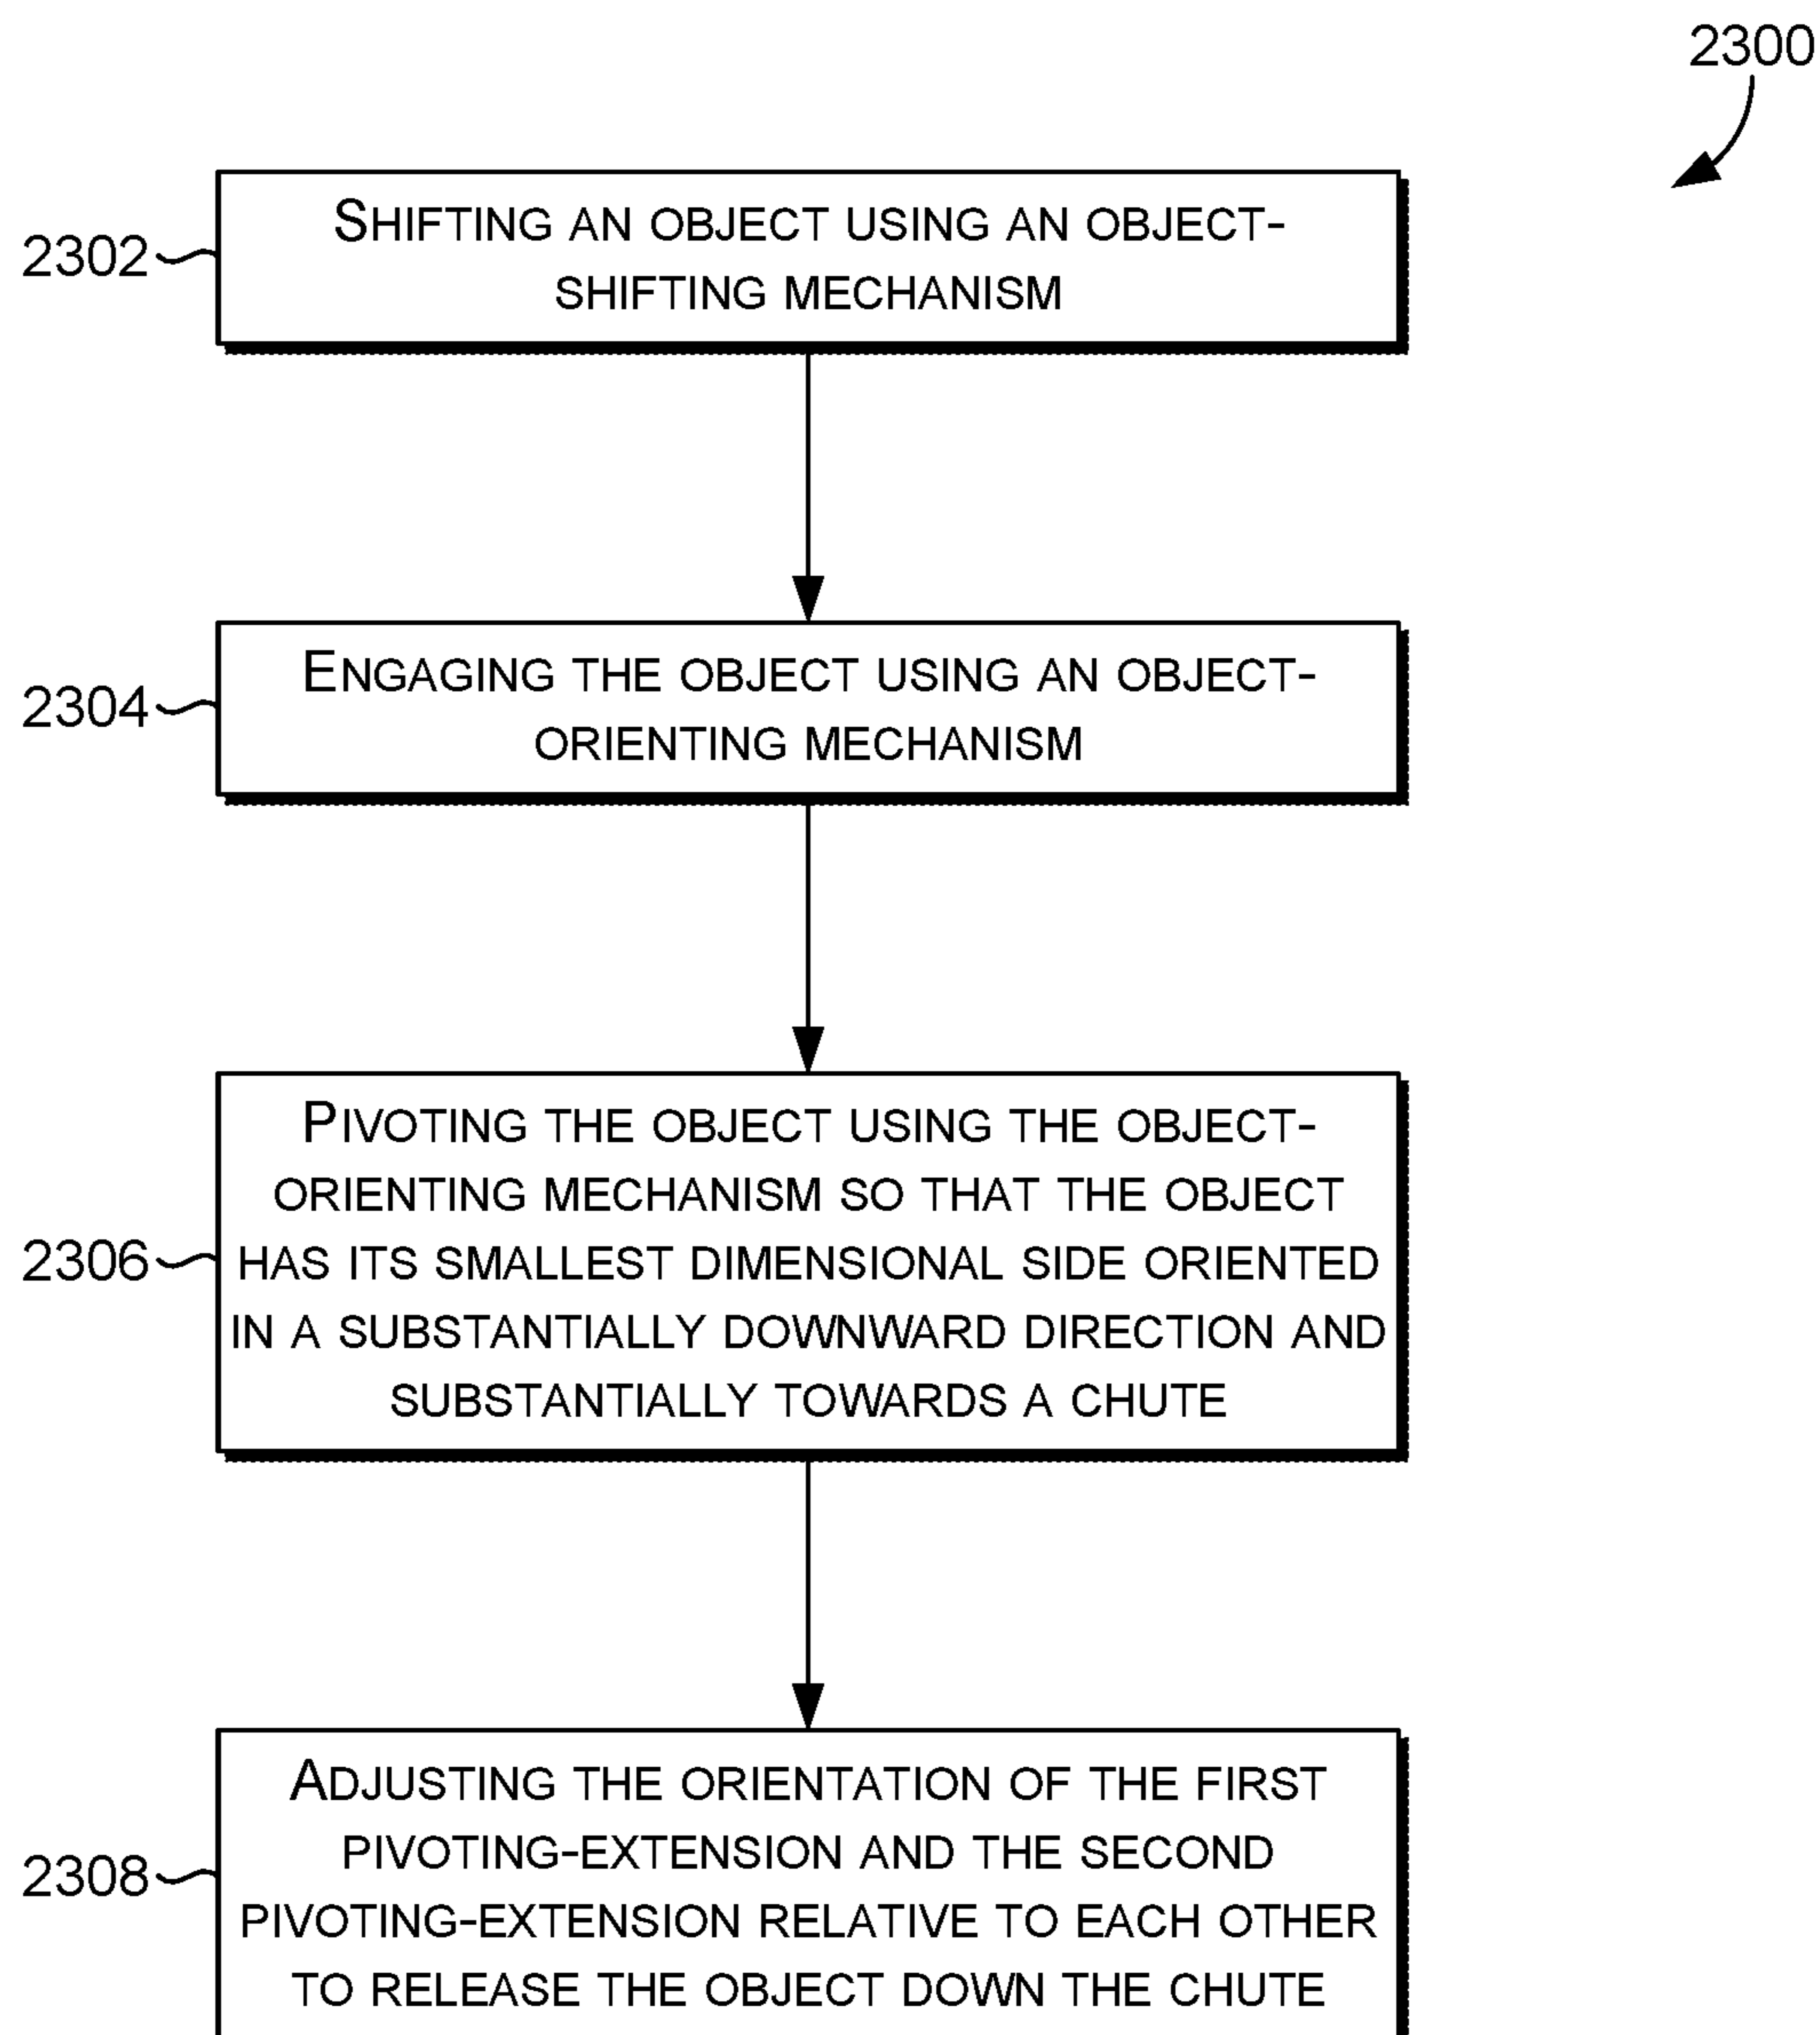 2300
2302
SHIFTING AN OBJECT USING AN OBJECT-
SHIFTING MECHANISM
2304
ENGAGING THE OBJECT USING AN OBJECT-
ORIENTING MECHANISM
PIVOTING THE OBJECT USING THE OBJECT-
ORIENTING MECHANISM SO THAT THE OBJECT
2306
HAS ITS SMALLEST DIMENSIONAL SIDE ORIENTED
IN A SUBSTANTIALLY DOWNWARD DIRECTION AND
SUBSTANTIALLY TOWARDS A CHUTE
ADJUSTING THE ORIENTATION OF THE FIRST
PIVOTING-EXTENSION AND THE SECOND
2308
PIVOTING-EXTENSION RELATIVE TO EACH OTHER
TO RELEASE THE OBJECT DOWN THE CHUTE